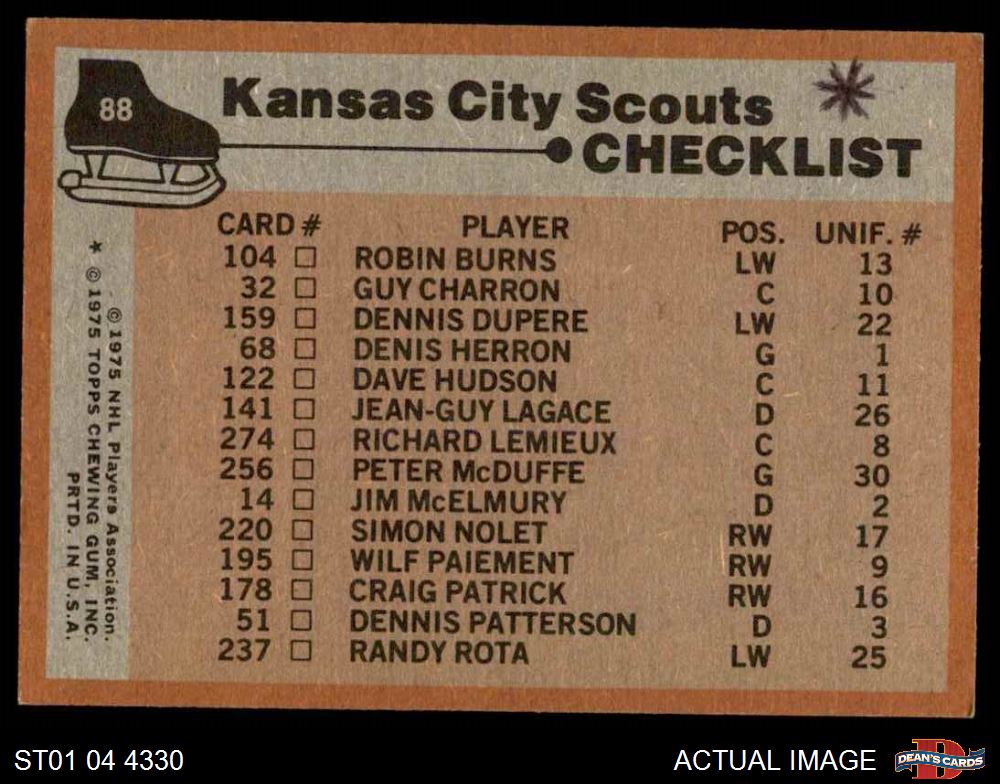 88
Kansas City Scouts
CHECKLIST
CARD # PLAYER POS. UNIF. #
104 □ ROBIN BURNS LW 13
32 □ GUY CHARRON C 10
159 □ DENNIS DUPERE LW 22
68 □ DENIS HERRON G 1
122 □ DAVE HUDSON C 11
141 □ JEAN-GUY LAGACE D 26
274 □ RICHARD LEMIEUX C 8
256 □ PETER McDUFFE G 30
14 □ JIM McELMURY D 2
220 □ SIMON NOLET RW 17
195 □ WILF PAIEMENT RW 9
178 □ CRAIG PATRICK RW 16
51 □ DENNIS PATTERSON D 3
237 □ RANDY ROTA LW 25
© 1975 NHL Players Association.
* © 1975 TOPPS CHEWING GUM, INC.
PRTD. IN U.S.A.
ST01 04 4330
ACTUAL IMAGE
D
DEAN'S CARDS